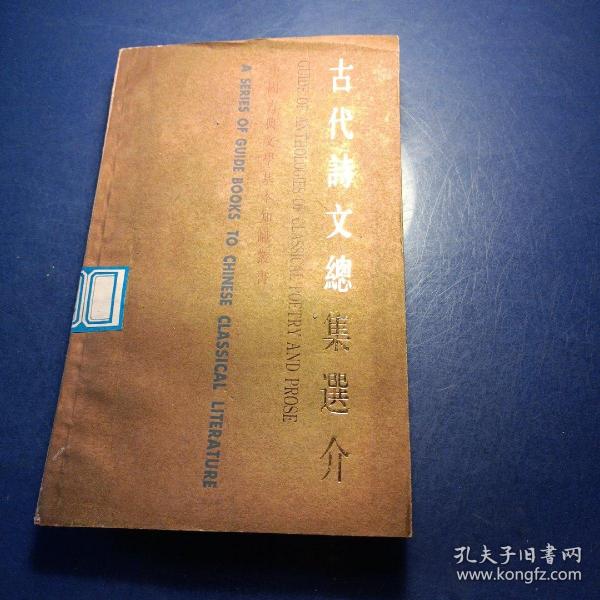 古代詩文總集選介
GUIDE OF ANTHOLOGIES OF CLASSICAL POETRY AND PROSE
中國古典文學基本知識叢書
A SERIES OF GUIDE BOOKS TO CHINESE CLASSICAL LITERATURE
孔夫子旧書网
www.kongfz.com